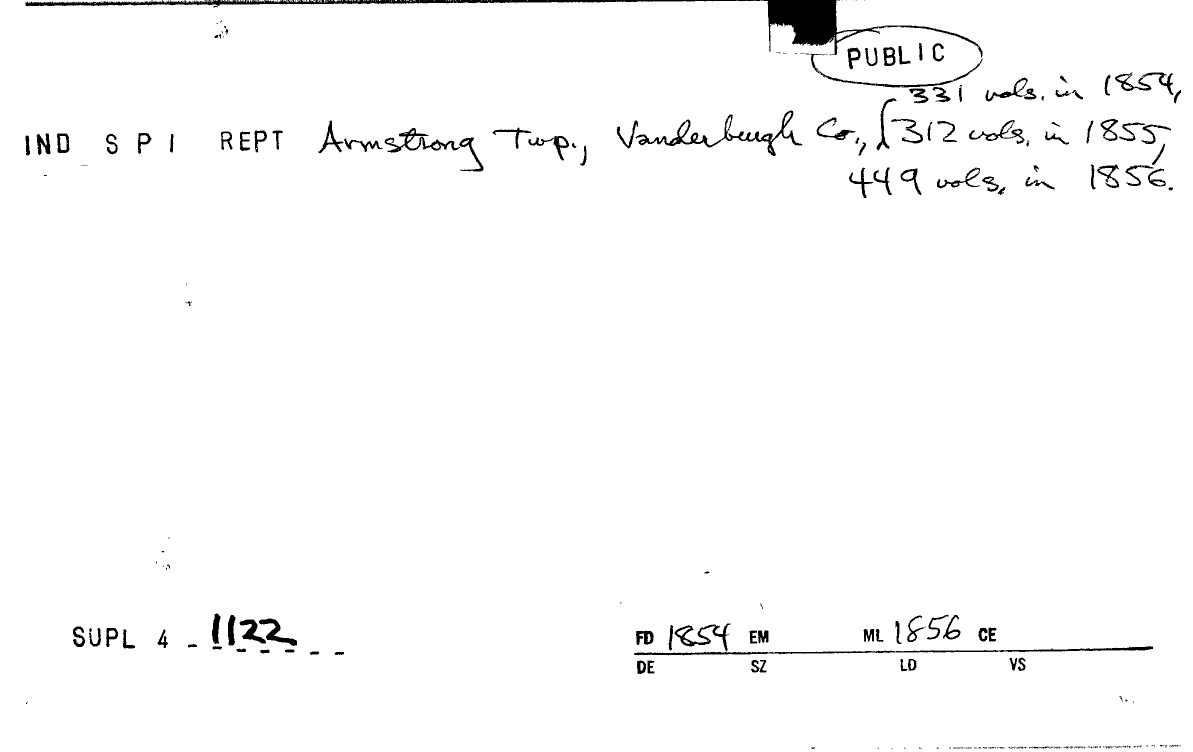 PUBLIC
331 vols. in 1854,
IND S P I REPT Armstrong Twp., Vanderburgh Co., 312 vols. in 1855,
449 vols. in 1856.
SUPL 4 - 1122
FD 1854 EM ML 1856 CE
DE SZ LD VS